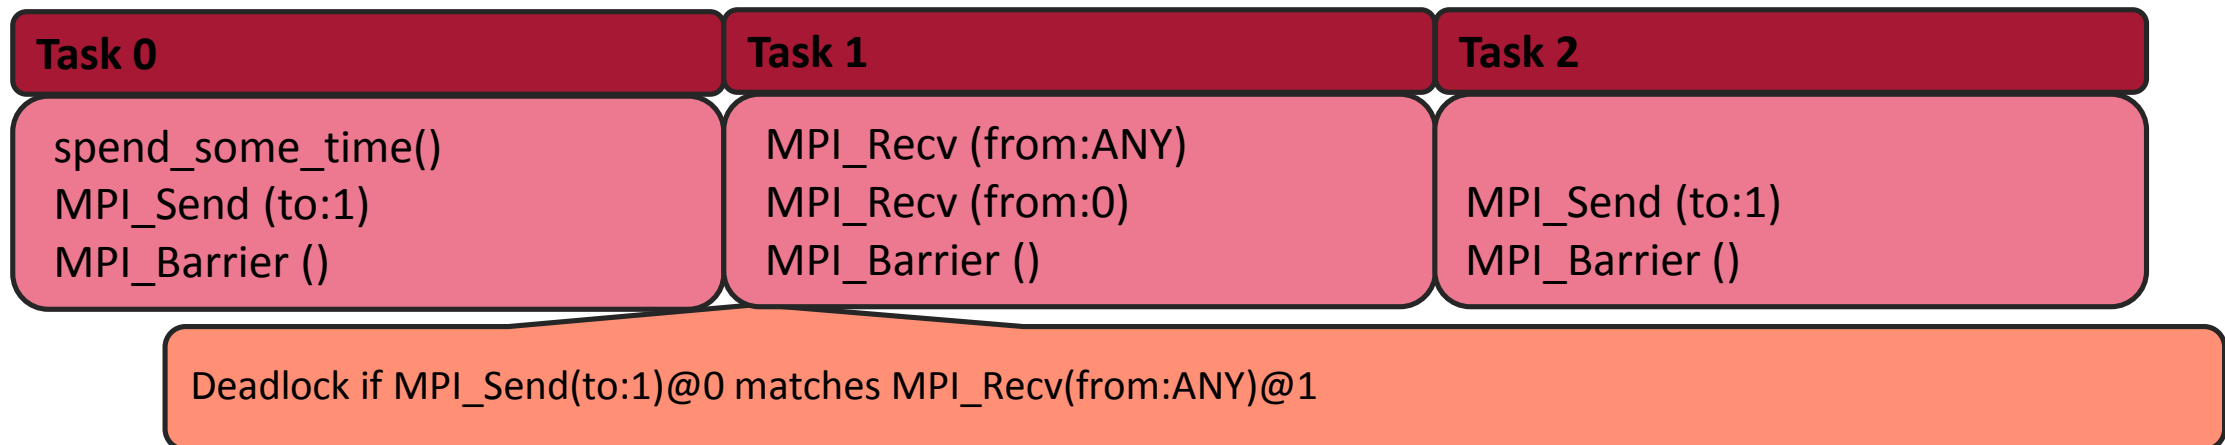 Task 0
spend_some_time()
MPI_Send (to:1)
MPI_Barrier ()
Task 1
MPI_Recv (from:ANY)
MPI_Recv (from:0)
MPI_Barrier ()
Task 2
MPI_Send (to:1)
MPI_Barrier ()
Deadlock if MPI_Send(to:1)@0 matches MPI_Recv(from:ANY)@1